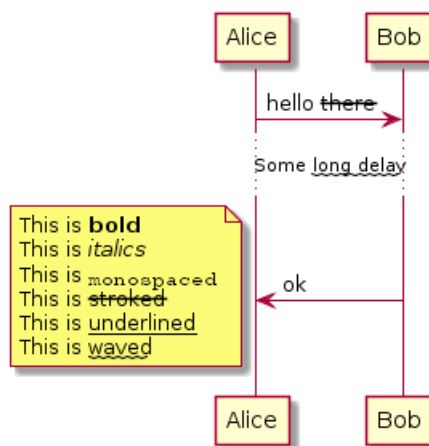 Alice Bob
hello there
Some long delay
This is bold
This is italics
This is monospaced
This is stroked
This is underlined
This is waved
ok
Alice Bob